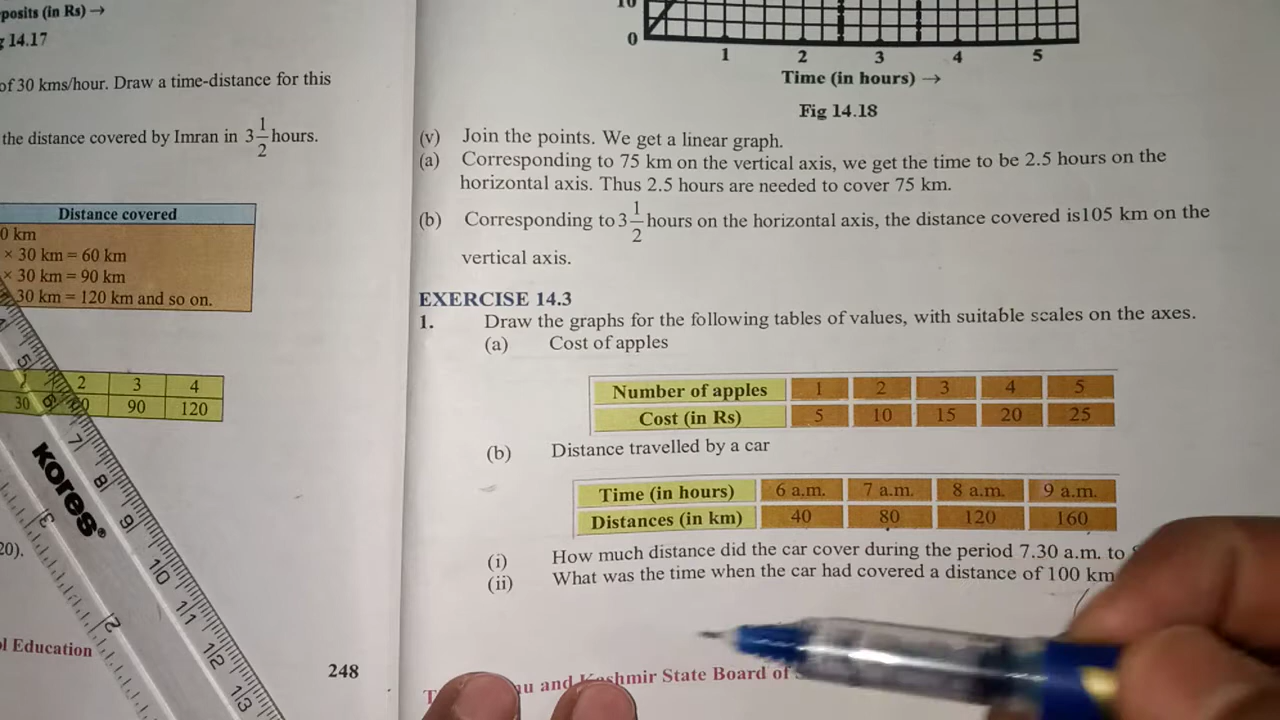 posits (in Rs) →
14.17
of 30 kms/hour. Draw a time-distance for this
the distance covered by Imran in 3 1/2 hours.
Distance covered
0 km
× 30 km = 60 km
× 30 km = 90 km
30 km = 120 km and so on.
2 3 4
30 90 120
20).
l Education
248
kores®
5 6 7 8 9 10 11 12 13
3 2
10
0
1 2 3 4 5
Time (in hours) →
Fig 14.18
(v) Join the points. We get a linear graph.
(a) Corresponding to 75 km on the vertical axis, we get the time to be 2.5 hours on the
horizontal axis. Thus 2.5 hours are needed to cover 75 km.
(b) Corresponding to 3 1/2 hours on the horizontal axis, the distance covered is105 km on the
vertical axis.
EXERCISE 14.3
1. Draw the graphs for the following tables of values, with suitable scales on the axes.
(a) Cost of apples
Number of apples 1 2 3 4 5
Cost (in Rs) 5 10 15 20 25
(b) Distance travelled by a car
Time (in hours) 6 a.m. 7 a.m. 8 a.m. 9 a.m.
Distances (in km) 40 80 120 160
(i) How much distance did the car cover during the period 7.30 a.m. to
(ii) What was the time when the car had covered a distance of 100 km
and Kashmir State Board of